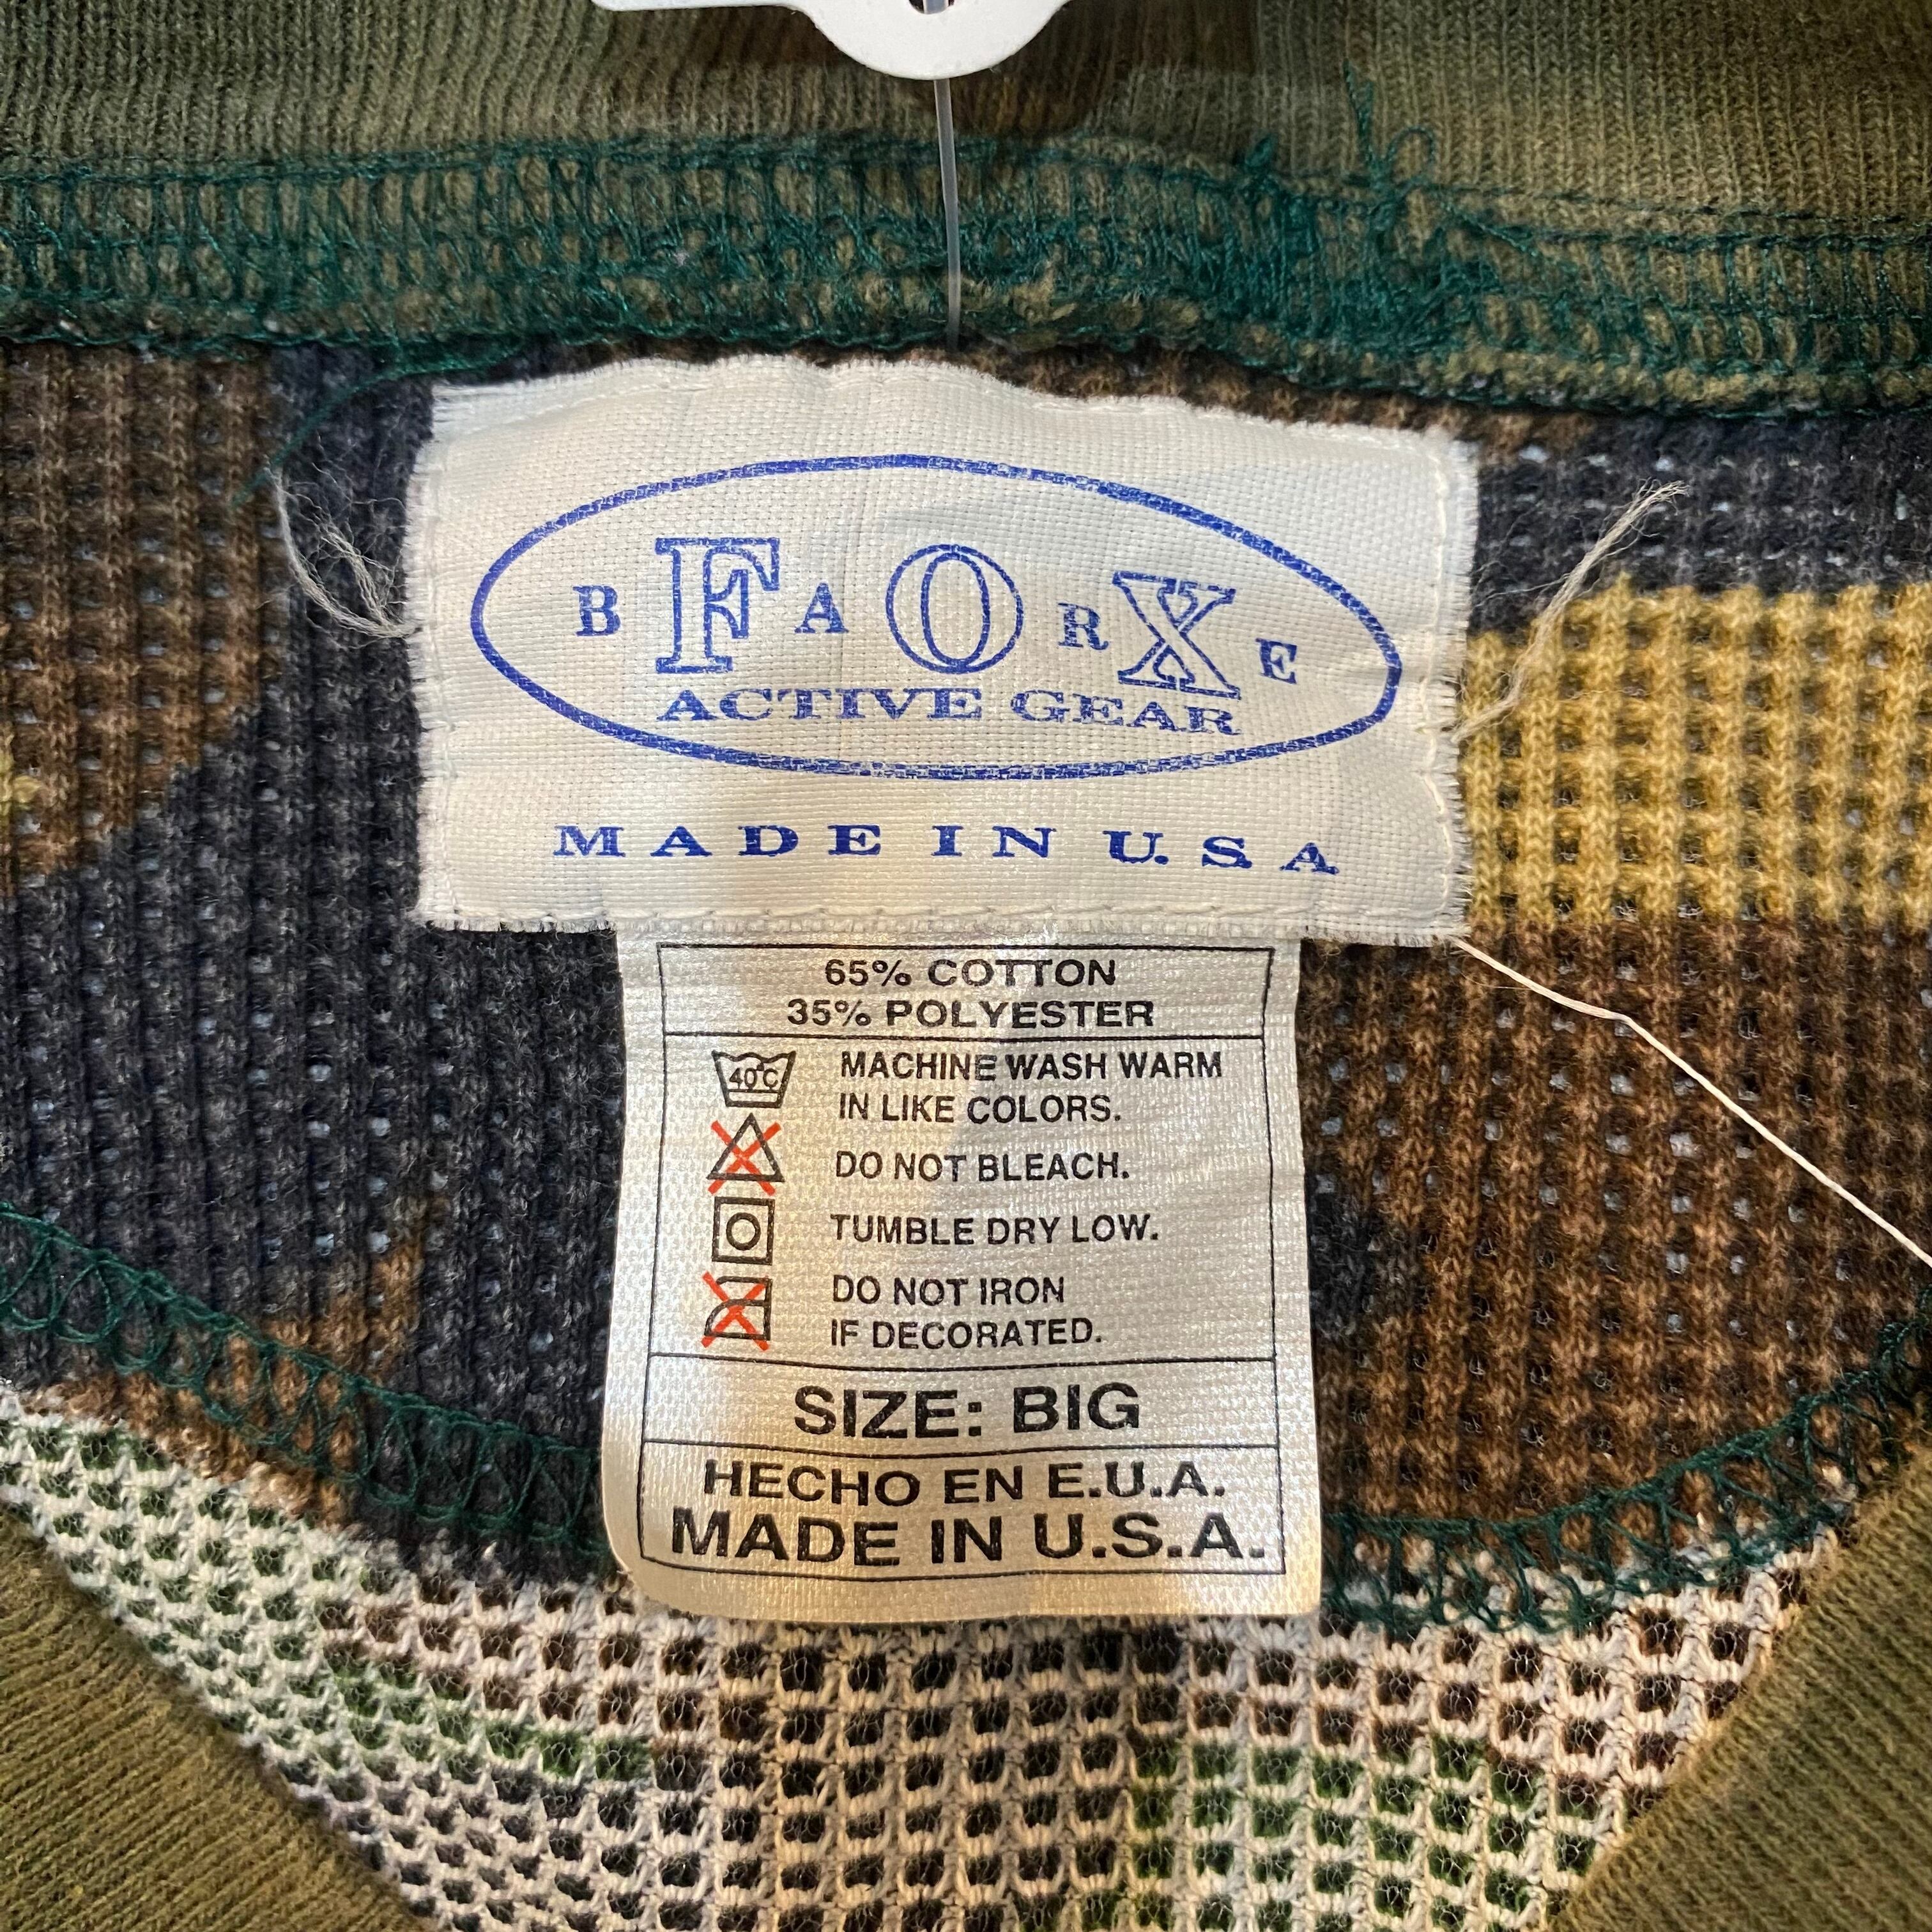 B F A O R X E
ACTIVE GEAR
MADE IN U.S.A
65% COTTON
35% POLYESTER
40°C
MACHINE WASH WARM
IN LIKE COLORS.
DO NOT BLEACH.
TUMBLE DRY LOW.
DO NOT IRON
IF DECORATED.
SIZE: BIG
HECHO EN E.U.A.
MADE IN U.S.A.